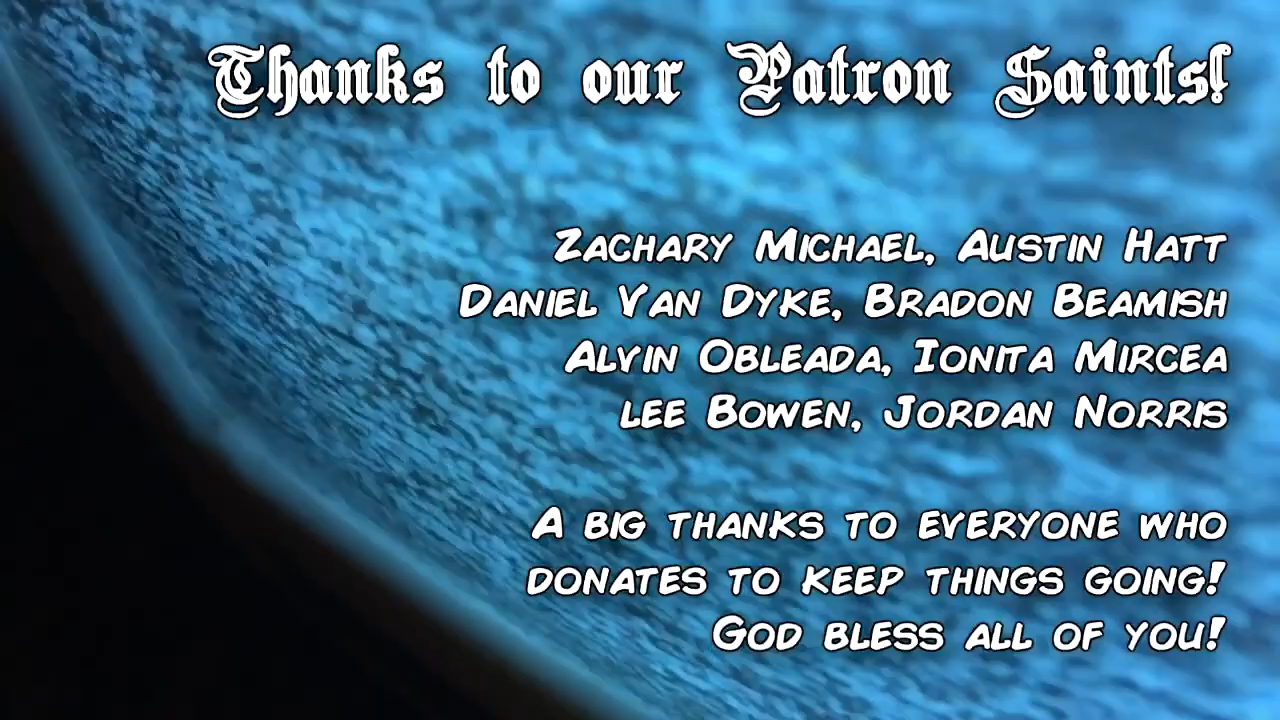 Thanks to our Patron Saints!
Zachary Michael, Austin Hatt
Daniel Van Dyke, Bradon Beamish
Alvin Obleada, Ionita Mircea
lee Bowen, Jordan Norris
A big thanks to everyone who
donates to keep things going!
God bless all of you!